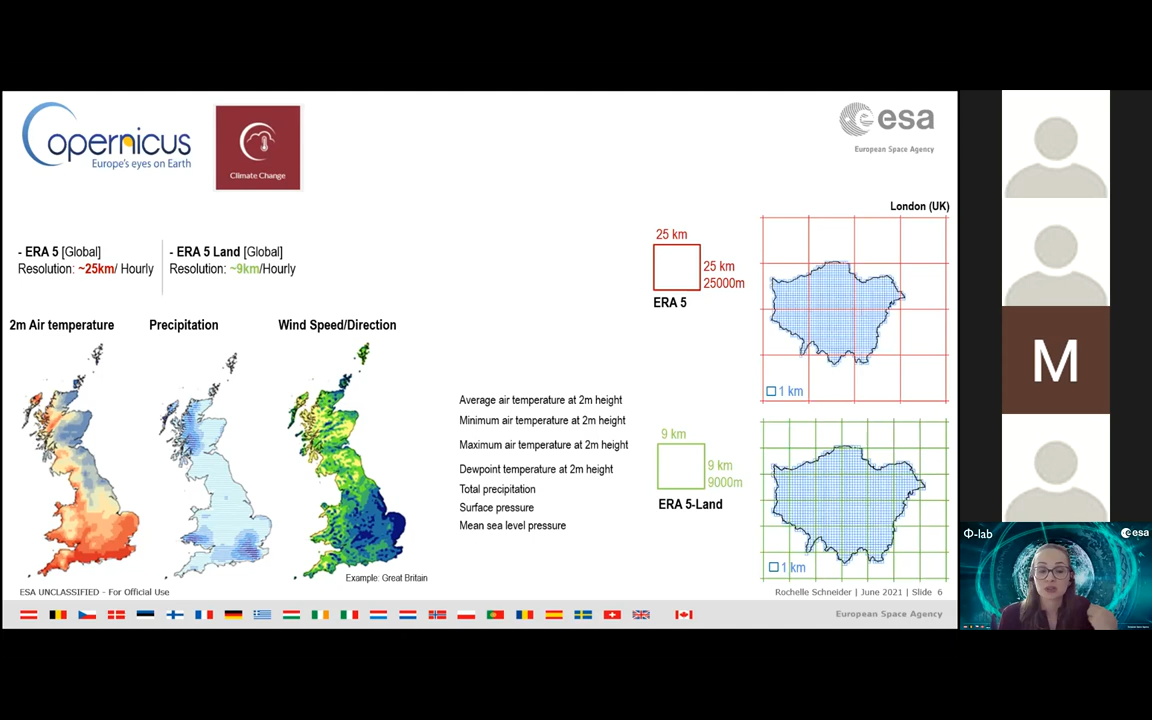 opernicus
Europe's eyes on Earth
Climate Change
esa
European Space Agency
- ERA 5 [Global]
Resolution: ~25km/ Hourly
- ERA 5 Land [Global]
Resolution: ~9km/Hourly
2m Air temperature
Precipitation
Wind Speed/Direction
Example: Great Britain
Average air temperature at 2m height
Minimum air temperature at 2m height
Maximum air temperature at 2m height
Dewpoint temperature at 2m height
Total precipitation
Surface pressure
Mean sea level pressure
25 km
25 km
25000m
ERA 5
London (UK)
1 km
9 km
9 km
9000m
ERA 5-Land
1 km
ESA UNCLASSIFIED - For Official Use
Rochelle Schneider | June 2021 | Slide 6
European Space Agency
M
Φ-lab
esa